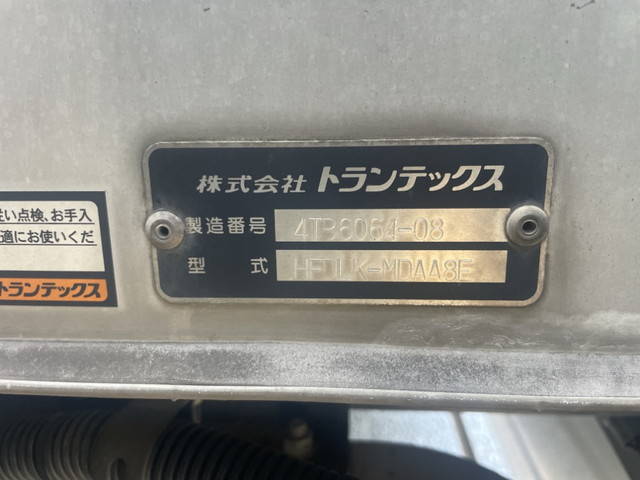 株式会社 トランテックス
製造番号 4TB6064-08
型式 HF1LK-MDAA8E
い点検、お手入
適にお使いくだ
トランテックス